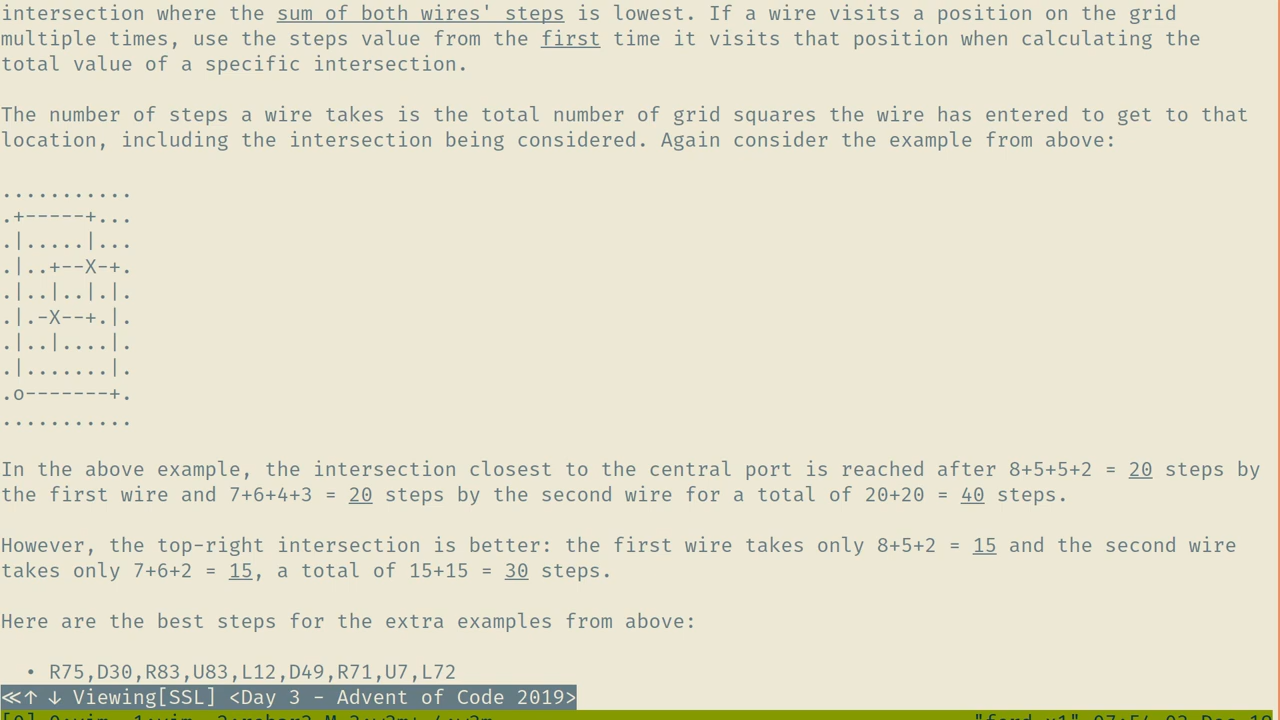 intersection where the sum of both wires' steps is lowest. If a wire visits a position on the grid
multiple times, use the steps value from the first time it visits that position when calculating the
total value of a specific intersection.
The number of steps a wire takes is the total number of grid squares the wire has entered to get to that
location, including the intersection being considered. Again consider the example from above:
...........
.+-----+...
.|.....|...
.|..+--X-+.
.|..|..|.|.
.|.-X--+.|.
.|..|....|.
.|.......|.
.o-------+.
...........
In the above example, the intersection closest to the central port is reached after 8+5+5+2 = 20 steps by
the first wire and 7+6+4+3 = 20 steps by the second wire for a total of 20+20 = 40 steps.
However, the top-right intersection is better: the first wire takes only 8+5+2 = 15 and the second wire
takes only 7+6+2 = 15, a total of 15+15 = 30 steps.
Here are the best steps for the extra examples from above:
• R75,D30,R83,U83,L12,D49,R71,U7,L72
≪↑ ↓ Viewing[SSL] <Day 3 - Advent of Code 2019>